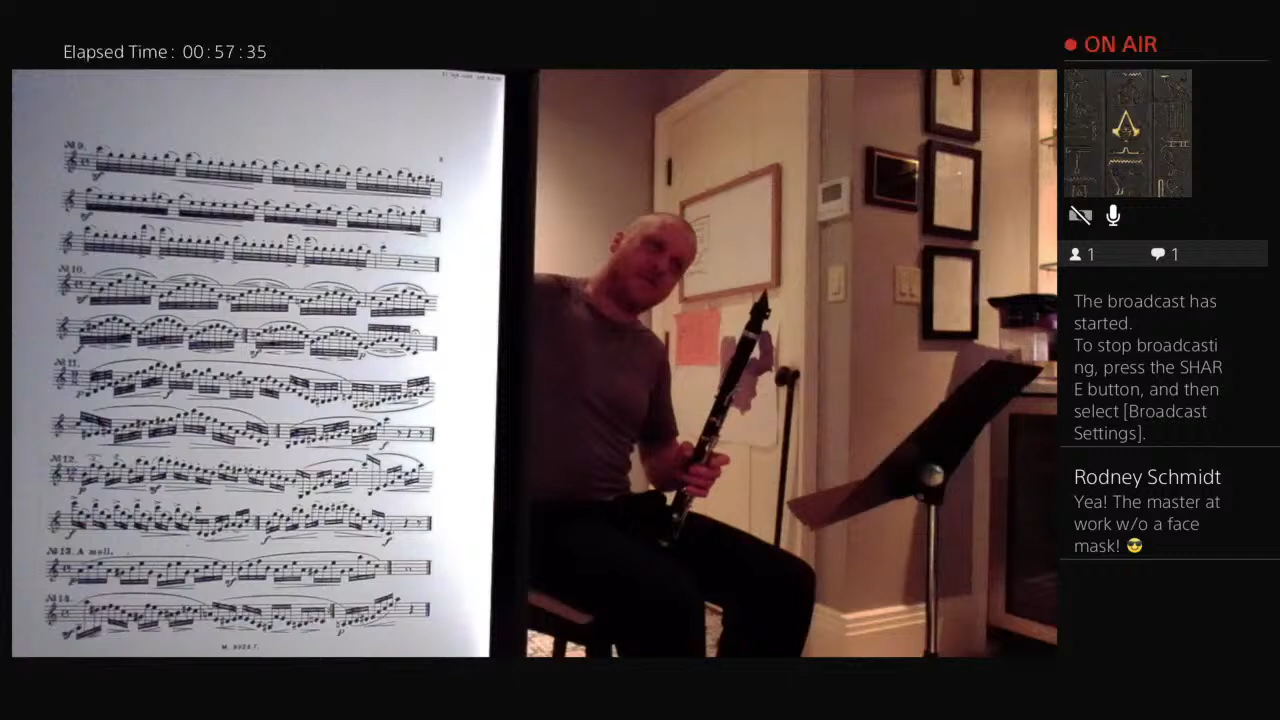 Elapsed Time: 00:57:35
ON AIR
№ 9.
№ 10.
№ 11.
№ 12.
№ 13. A moll.
№ 14.
1
1
The broadcast has
started.
To stop broadcasti
ng, press the SHAR
E button, and then
select [Broadcast
Settings].
Rodney Schmidt
Yea! The master at
work w/o a face
mask! 😎